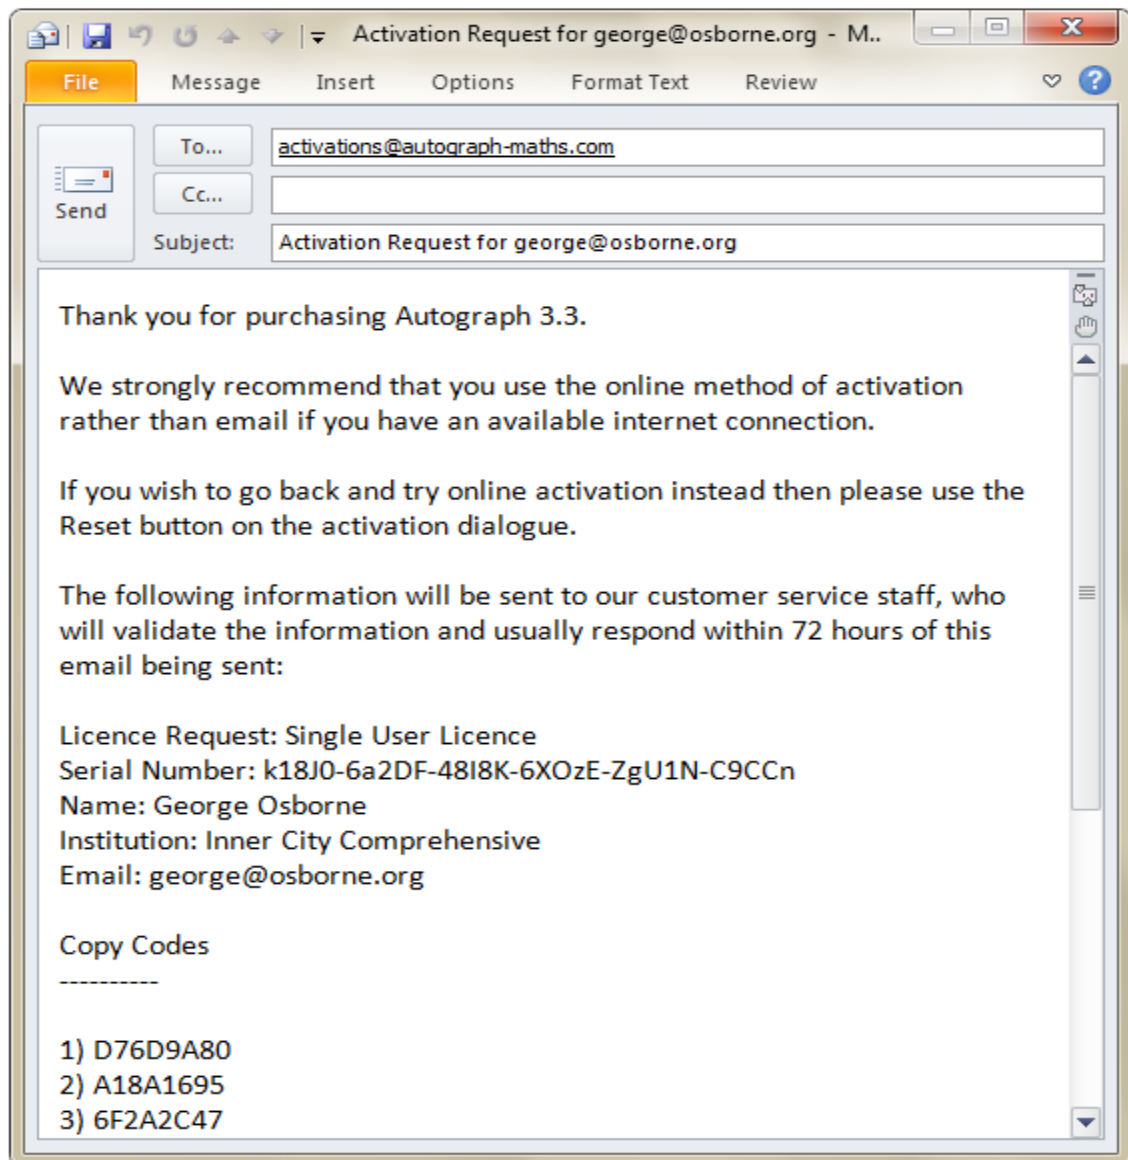 Activation Request for george@osborne.org - M..
File Message Insert Options Format Text Review
To... activations@autograph-maths.com
Cc...
Send
Subject: Activation Request for george@osborne.org
Thank you for purchasing Autograph 3.3.
We strongly recommend that you use the online method of activation
rather than email if you have an available internet connection.
If you wish to go back and try online activation instead then please use the
Reset button on the activation dialogue.
The following information will be sent to our customer service staff, who
will validate the information and usually respond within 72 hours of this
email being sent:
Licence Request: Single User Licence
Serial Number: k18J0-6a2DF-48I8K-6XOzE-ZgU1N-C9CCn
Name: George Osborne
Institution: Inner City Comprehensive
Email: george@osborne.org
Copy Codes
----------
1) D76D9A80
2) A18A1695
3) 6F2A2C47